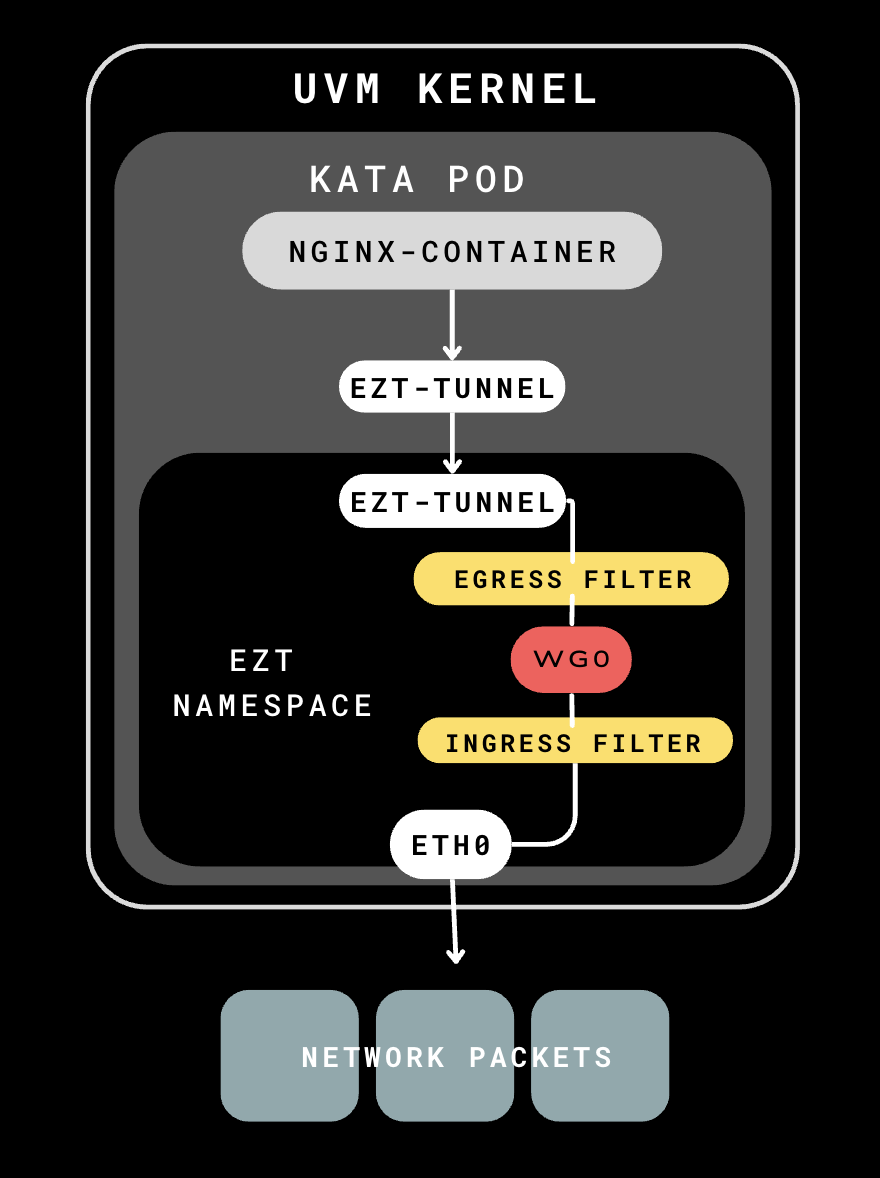 UVM KERNEL
KATA POD
NGINX-CONTAINER
EZT-TUNNEL
EZT-TUNNEL
EGRESS FILTER
WG0
INGRESS FILTER
EZT
NAMESPACE
ETH0
NETWORK PACKETS